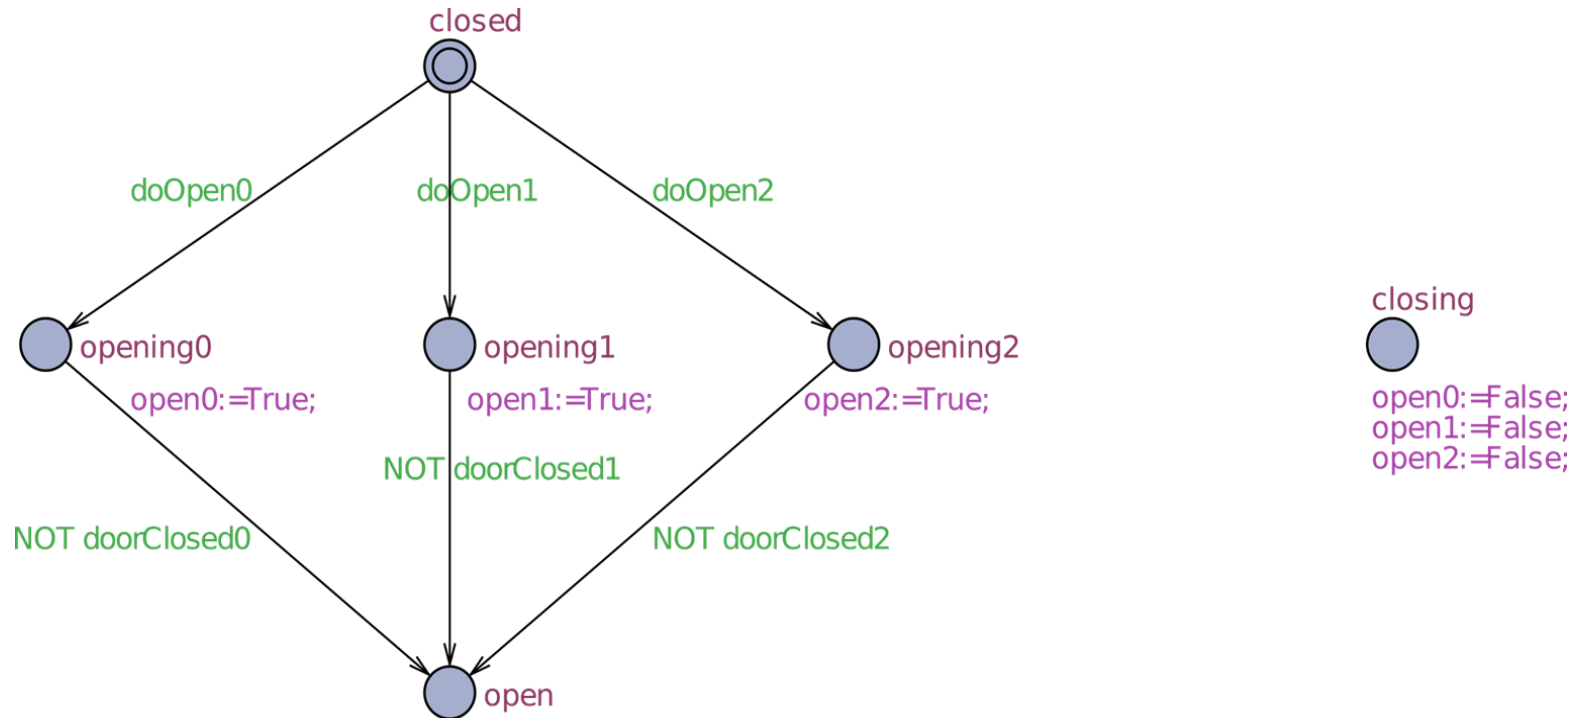 closed
doOpen0
doOpen1
doOpen2
opening0
opening1
opening2
closing
open0:=True;
open1:=True;
open2:=True;
open0:=False;
open1:=False;
open2:=False;
NOT doorClosed1
NOT doorClosed0
NOT doorClosed2
open